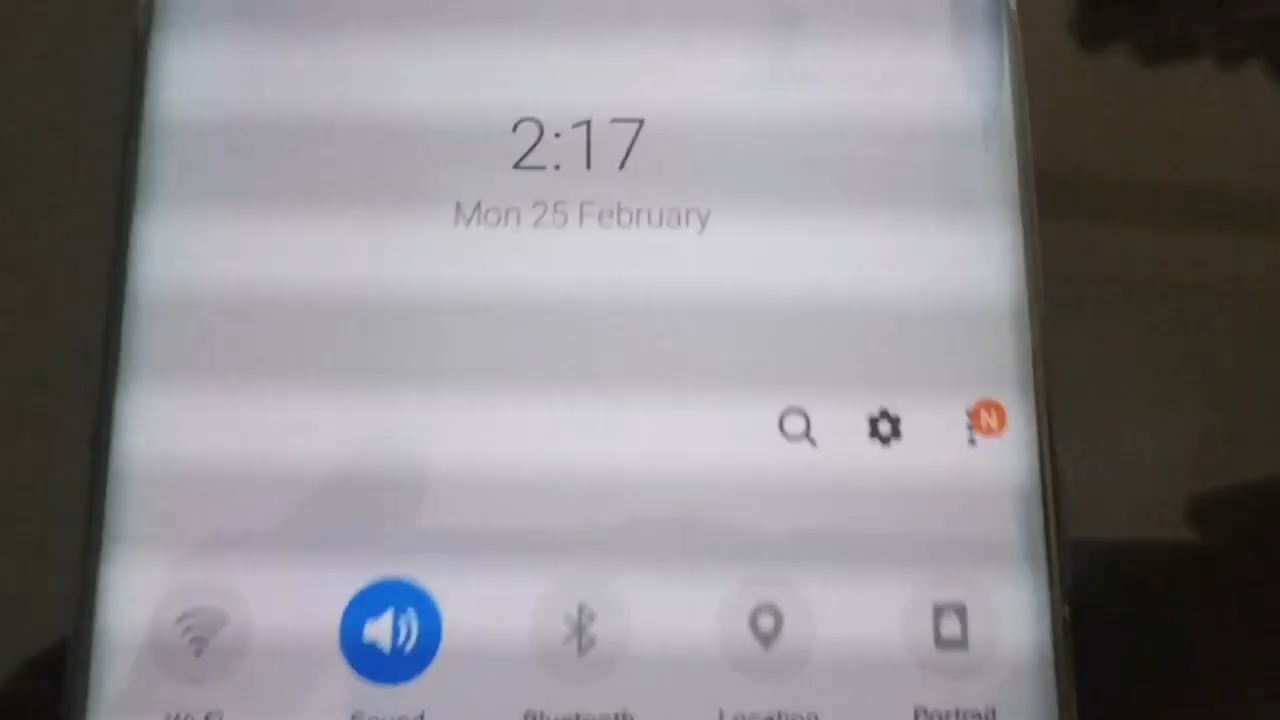 2:17
Mon 25 February
N
Wi-Fi
Sound
Bluetooth
Location
Portrait